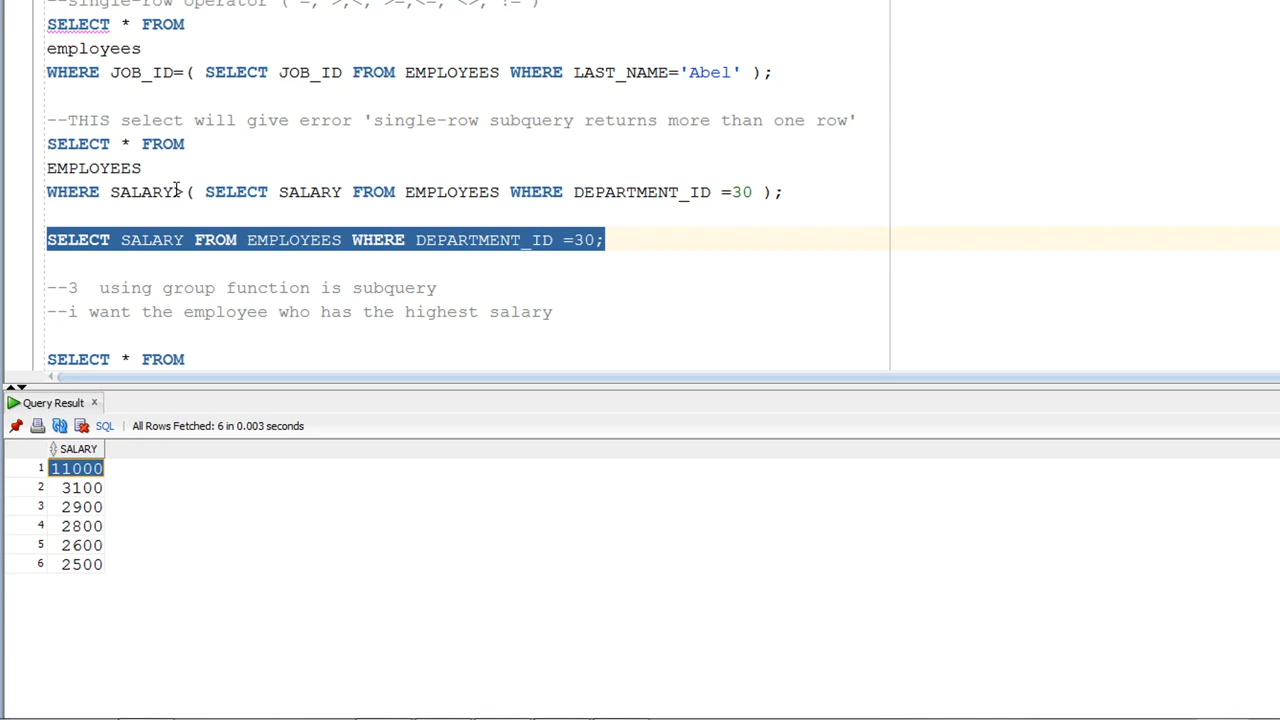 --single-row operator ( =, >,<, >=,<=, <>, != )
SELECT * FROM
employees
WHERE JOB_ID=( SELECT JOB_ID FROM EMPLOYEES WHERE LAST_NAME='Abel' );
--THIS select will give error 'single-row subquery returns more than one row'
SELECT * FROM
EMPLOYEES
WHERE SALARY>( SELECT SALARY FROM EMPLOYEES WHERE DEPARTMENT_ID =30 );
SELECT SALARY FROM EMPLOYEES WHERE DEPARTMENT_ID =30;
--3  using group function is subquery
--i want the employee who has the highest salary
SELECT * FROM
Query Result ×
SQL | All Rows Fetched: 6 in 0.003 seconds
SALARY
1 11000
2 3100
3 2900
4 2800
5 2600
6 2500